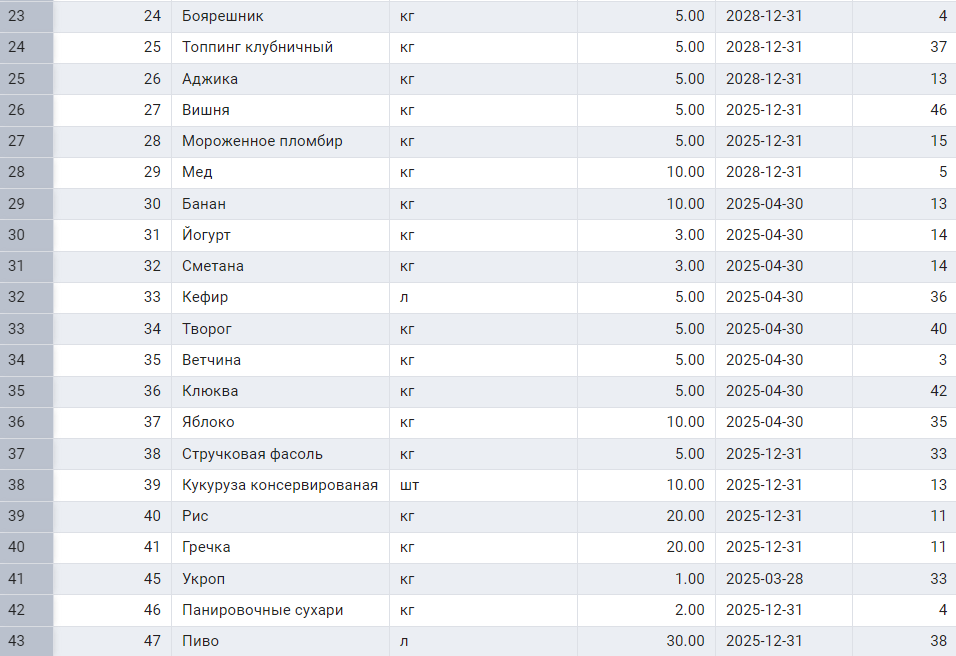 23 24 Боярешник кг 5.00 2028-12-31 4
24 25 Топпинг клубничный кг 5.00 2028-12-31 37
25 26 Аджика кг 5.00 2028-12-31 13
26 27 Вишня кг 5.00 2025-12-31 46
27 28 Мороженное пломбир кг 5.00 2025-12-31 15
28 29 Мед кг 10.00 2028-12-31 5
29 30 Банан кг 10.00 2025-04-30 13
30 31 Йогурт кг 3.00 2025-04-30 14
31 32 Сметана кг 3.00 2025-04-30 14
32 33 Кефир л 5.00 2025-04-30 36
33 34 Творог кг 5.00 2025-04-30 40
34 35 Ветчина кг 5.00 2025-04-30 3
35 36 Клюква кг 5.00 2025-04-30 42
36 37 Яблоко кг 10.00 2025-04-30 35
37 38 Стручковая фасоль кг 5.00 2025-12-31 33
38 39 Кукуруза консервированая шт 10.00 2025-12-31 13
39 40 Рис кг 20.00 2025-12-31 11
40 41 Гречка кг 20.00 2025-12-31 11
41 45 Укроп кг 1.00 2025-03-28 33
42 46 Панировочные сухари кг 2.00 2025-12-31 4
43 47 Пиво л 30.00 2025-12-31 38